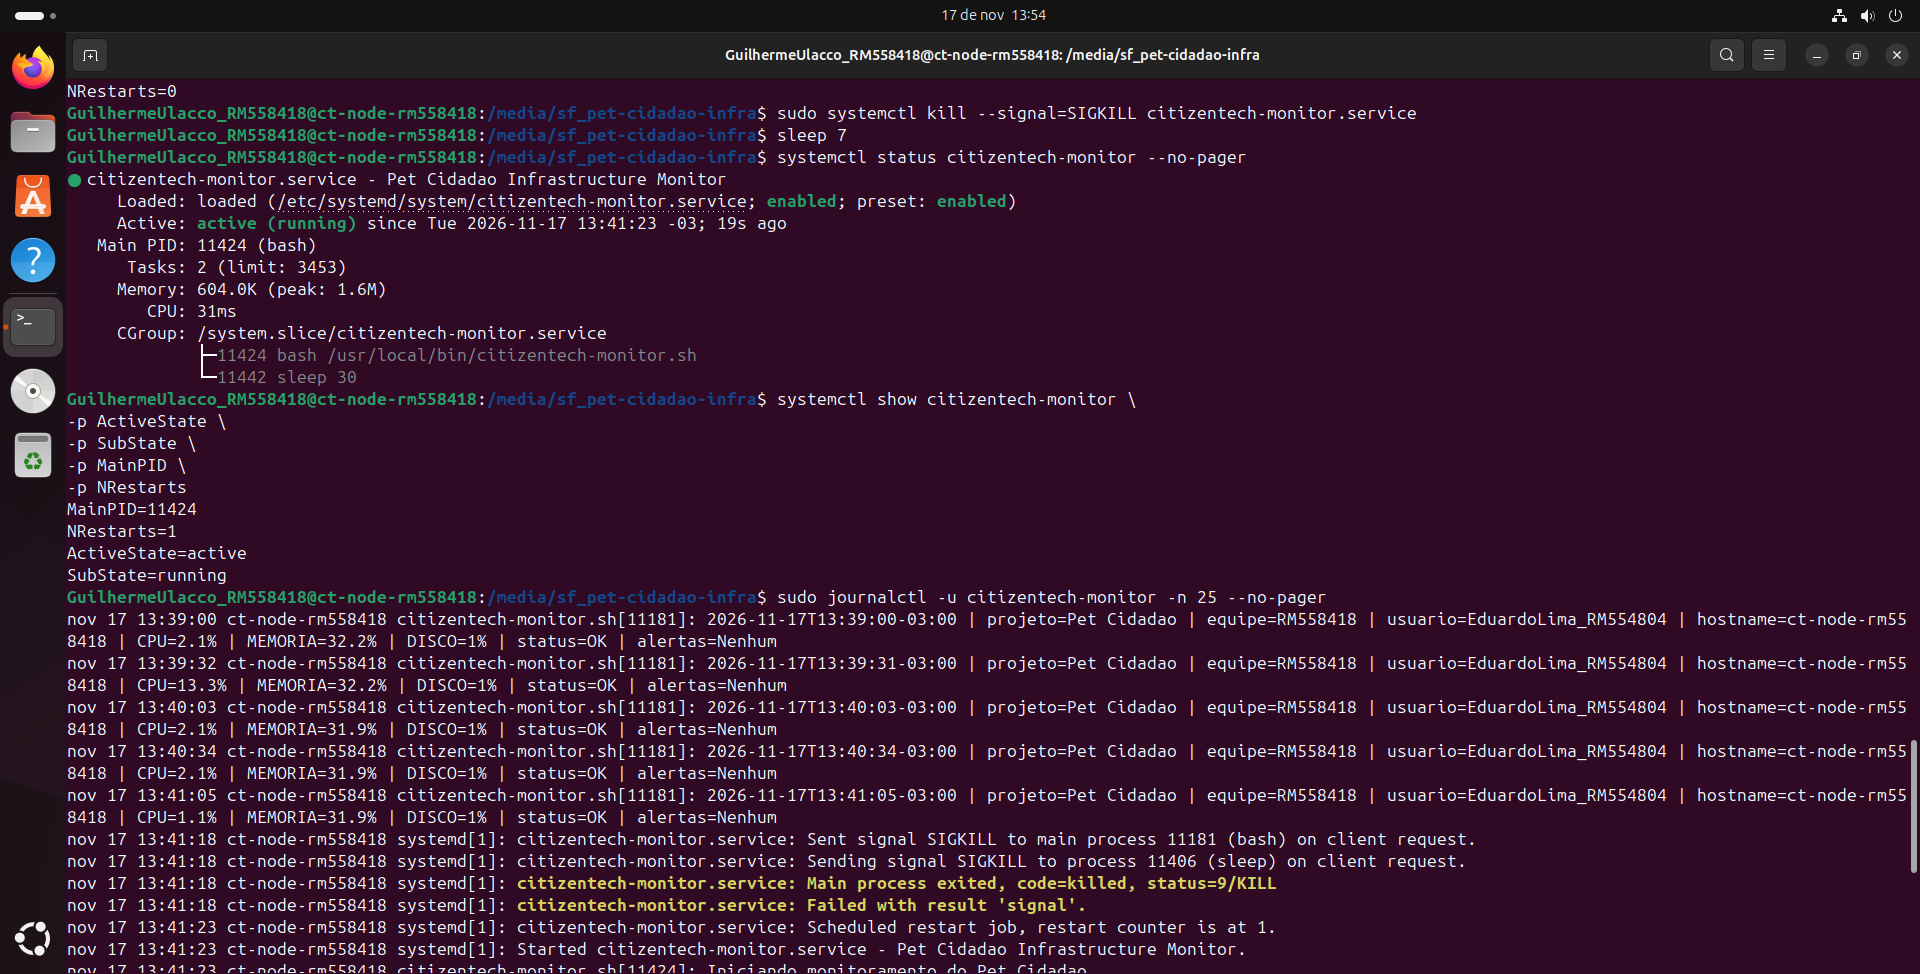 17 de nov 13:54
GuilhermeUlacco_RM558418@ct-node-rm558418: /media/sf_pet-cidadao-infra
NRestarts=0
GuilhermeUlacco_RM558418@ct-node-rm558418:/media/sf_pet-cidadao-infra$ sudo systemctl kill --signal=SIGKILL citizentech-monitor.service
GuilhermeUlacco_RM558418@ct-node-rm558418:/media/sf_pet-cidadao-infra$ sleep 7
GuilhermeUlacco_RM558418@ct-node-rm558418:/media/sf_pet-cidadao-infra$ systemctl status citizentech-monitor --no-pager
● citizentech-monitor.service - Pet Cidadao Infrastructure Monitor
Loaded: loaded (/etc/systemd/system/citizentech-monitor.service; enabled; preset: enabled)
Active: active (running) since Tue 2026-11-17 13:41:23 -03; 19s ago
Main PID: 11424 (bash)
Tasks: 2 (limit: 3453)
Memory: 604.0K (peak: 1.6M)
CPU: 31ms
CGroup: /system.slice/citizentech-monitor.service
├─11424 bash /usr/local/bin/citizentech-monitor.sh
└─11442 sleep 30
GuilhermeUlacco_RM558418@ct-node-rm558418:/media/sf_pet-cidadao-infra$ systemctl show citizentech-monitor \
-p ActiveState \
-p SubState \
-p MainPID \
-p NRestarts
MainPID=11424
NRestarts=1
ActiveState=active
SubState=running
GuilhermeUlacco_RM558418@ct-node-rm558418:/media/sf_pet-cidadao-infra$ sudo journalctl -u citizentech-monitor -n 25 --no-pager
nov 17 13:39:00 ct-node-rm558418 citizentech-monitor.sh[11181]: 2026-11-17T13:39:00-03:00 | projeto=Pet Cidadao | equipe=RM558418 | usuario=EduardoLima_RM554804 | hostname=ct-node-rm55
8418 | CPU=2.1% | MEMORIA=32.2% | DISCO=1% | status=OK | alertas=Nenhum
nov 17 13:39:32 ct-node-rm558418 citizentech-monitor.sh[11181]: 2026-11-17T13:39:31-03:00 | projeto=Pet Cidadao | equipe=RM558418 | usuario=EduardoLima_RM554804 | hostname=ct-node-rm55
8418 | CPU=13.3% | MEMORIA=32.2% | DISCO=1% | status=OK | alertas=Nenhum
nov 17 13:40:03 ct-node-rm558418 citizentech-monitor.sh[11181]: 2026-11-17T13:40:03-03:00 | projeto=Pet Cidadao | equipe=RM558418 | usuario=EduardoLima_RM554804 | hostname=ct-node-rm55
8418 | CPU=2.1% | MEMORIA=31.9% | DISCO=1% | status=OK | alertas=Nenhum
nov 17 13:40:34 ct-node-rm558418 citizentech-monitor.sh[11181]: 2026-11-17T13:40:34-03:00 | projeto=Pet Cidadao | equipe=RM558418 | usuario=EduardoLima_RM554804 | hostname=ct-node-rm55
8418 | CPU=2.1% | MEMORIA=31.9% | DISCO=1% | status=OK | alertas=Nenhum
nov 17 13:41:05 ct-node-rm558418 citizentech-monitor.sh[11181]: 2026-11-17T13:41:05-03:00 | projeto=Pet Cidadao | equipe=RM558418 | usuario=EduardoLima_RM554804 | hostname=ct-node-rm55
8418 | CPU=1.1% | MEMORIA=31.9% | DISCO=1% | status=OK | alertas=Nenhum
nov 17 13:41:18 ct-node-rm558418 systemd[1]: citizentech-monitor.service: Sent signal SIGKILL to main process 11181 (bash) on client request.
nov 17 13:41:18 ct-node-rm558418 systemd[1]: citizentech-monitor.service: Sending signal SIGKILL to process 11406 (sleep) on client request.
nov 17 13:41:18 ct-node-rm558418 systemd[1]: citizentech-monitor.service: Main process exited, code=killed, status=9/KILL
nov 17 13:41:18 ct-node-rm558418 systemd[1]: citizentech-monitor.service: Failed with result 'signal'.
nov 17 13:41:23 ct-node-rm558418 systemd[1]: citizentech-monitor.service: Scheduled restart job, restart counter is at 1.
nov 17 13:41:23 ct-node-rm558418 systemd[1]: Started citizentech-monitor.service - Pet Cidadao Infrastructure Monitor.
nov 17 13:41:23 ct-node-rm558418 citizentech-monitor.sh[11424]: Iniciando monitoramento do Pet Cidadao